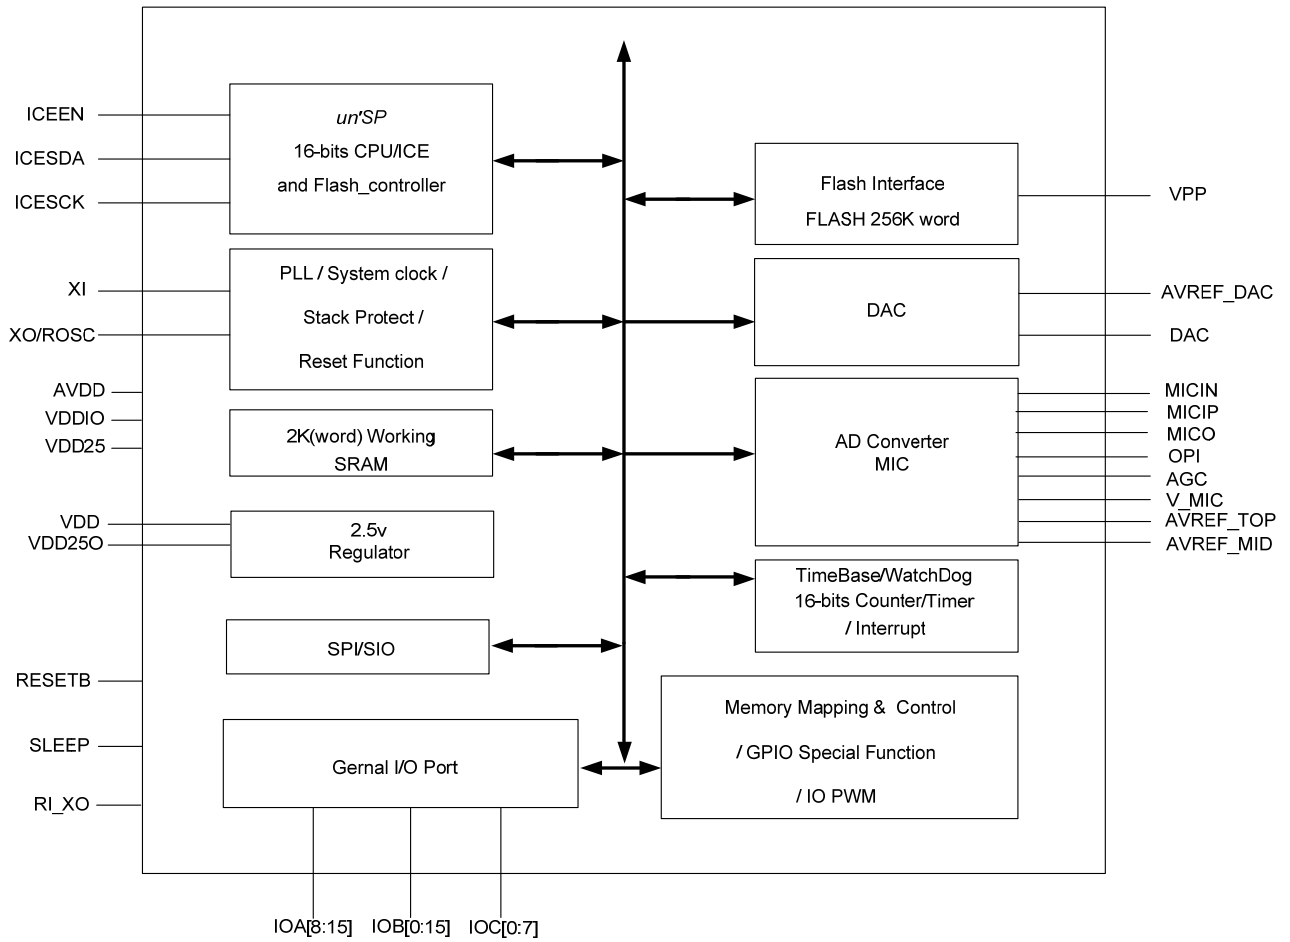 ICEEN
ICESDA
ICESCK
XI
XO/ROSC
AVDD
VDDIO
VDD25
VDD
VDD25O
RESETB
SLEEP
RI_XO
un'SP
16-bits CPU/ICE
and Flash_controller
PLL / System clock /
Stack Protect /
Reset Function
2K(word) Working
SRAM
2.5v
Regulator
SPI/SIO
Gernal I/O Port
IOA[8:15]
IOB[0:15]
IOC[0:7]
Flash Interface
FLASH 256K word
DAC
AD Converter
MIC
TimeBase/WatchDog
16-bits Counter/Timer
/ Interrupt
Memory Mapping & Control
/ GPIO Special Function
/ IO PWM
VPP
AVREF_DAC
DAC
MICIN
MICIP
MICO
OPI
AGC
V_MIC
AVREF_TOP
AVREF_MID